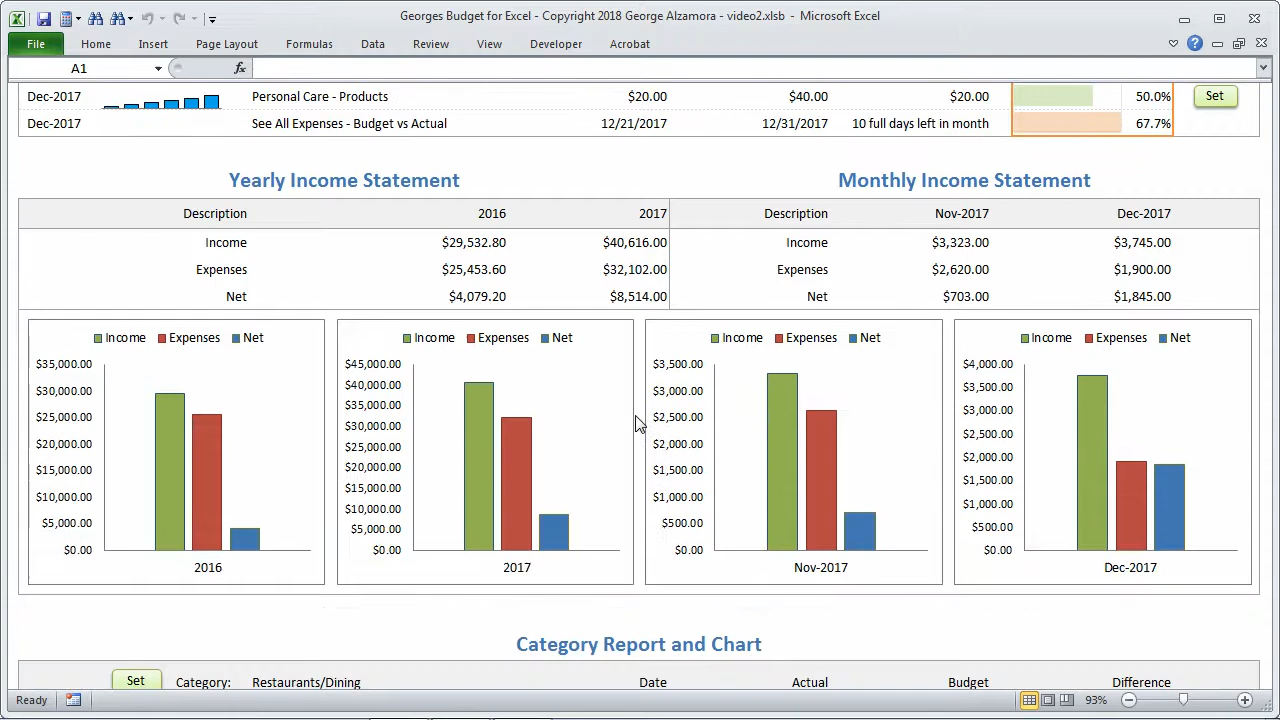 Georges Budget for Excel - Copyright 2018 George Alzamora - video2.xlsb - Microsoft Excel
File Home Insert Page Layout Formulas Data Review View Developer Acrobat
A1 fx
Dec-2017 Personal Care - Products $20.00 $40.00 $20.00 50.0% Set
Dec-2017 See All Expenses - Budget vs Actual 12/21/2017 12/31/2017 10 full days left in month 67.7%
Yearly Income Statement Monthly Income Statement
Description 2016 2017 Description Nov-2017 Dec-2017
Income $29,532.80 $40,616.00 Income $3,323.00 $3,745.00
Expenses $25,453.60 $32,102.00 Expenses $2,620.00 $1,900.00
Net $4,079.20 $8,514.00 Net $703.00 $1,845.00
Income Expenses Net
$35,000.00
$30,000.00
$25,000.00
$20,000.00
$15,000.00
$10,000.00
$5,000.00
$0.00
2016
Income Expenses Net
$45,000.00
$40,000.00
$35,000.00
$30,000.00
$25,000.00
$20,000.00
$15,000.00
$10,000.00
$5,000.00
$0.00
2017
Income Expenses Net
$3,500.00
$3,000.00
$2,500.00
$2,000.00
$1,500.00
$1,000.00
$500.00
$0.00
Nov-2017
Income Expenses Net
$4,000.00
$3,500.00
$3,000.00
$2,500.00
$2,000.00
$1,500.00
$1,000.00
$500.00
$0.00
Dec-2017
Category Report and Chart
Set Category: Restaurants/Dining Date Actual Budget Difference
Ready 93%